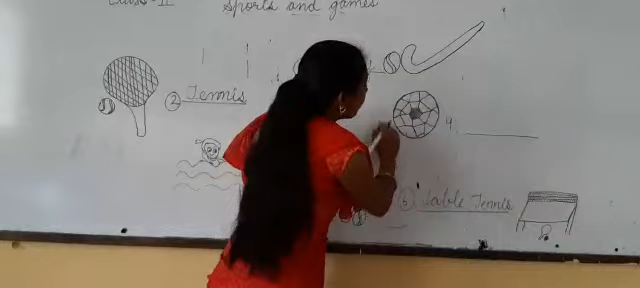 Sports and games
② Tennis
4.
⑥ Table Tennis